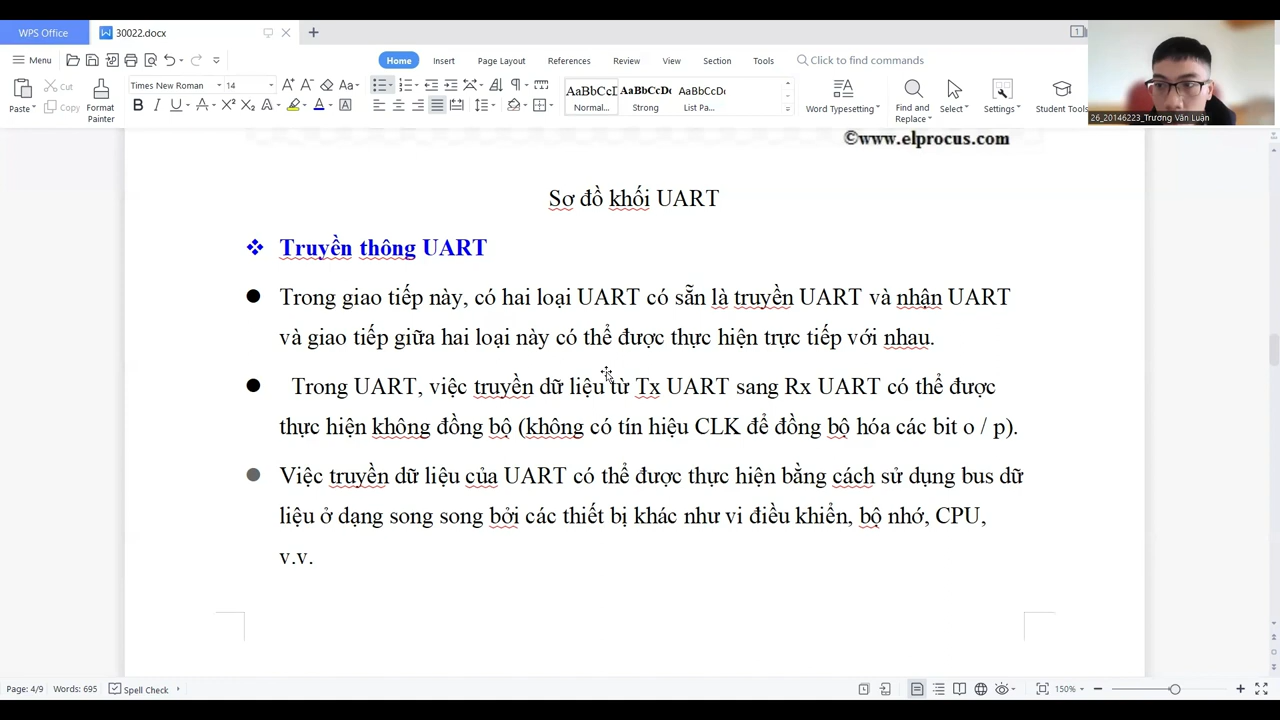 WPS Office
30022.docx
1
Menu
Home
Insert
Page Layout
References
Review
View
Section
Tools
Click to find commands
Paste
Cut
Copy
Format
Painter
Times New Roman
14
AaBbCcD
AaBbCcDc
AaBbCcDc
Normal...
Strong
List Pa...
Word Typesetting
Find and
Replace
Select
Settings
Student Tools
26_20146223_Trương Văn Luận
©www.elprocus.com
Sơ đồ khối UART
❖ Truyền thông UART
● Trong giao tiếp này, có hai loại UART có sẵn là truyền UART và nhận UART
và giao tiếp giữa hai loại này có thể được thực hiện trực tiếp với nhau.
● Trong UART, việc truyền dữ liệu từ Tx UART sang Rx UART có thể được
thực hiện không đồng bộ (không có tín hiệu CLK để đồng bộ hóa các bit o / p).
● Việc truyền dữ liệu của UART có thể được thực hiện bằng cách sử dụng bus dữ
liệu ở dạng song song bởi các thiết bị khác như vi điều khiển, bộ nhớ, CPU,
v.v.
Page: 4/9
Words: 695
Spell Check
150%